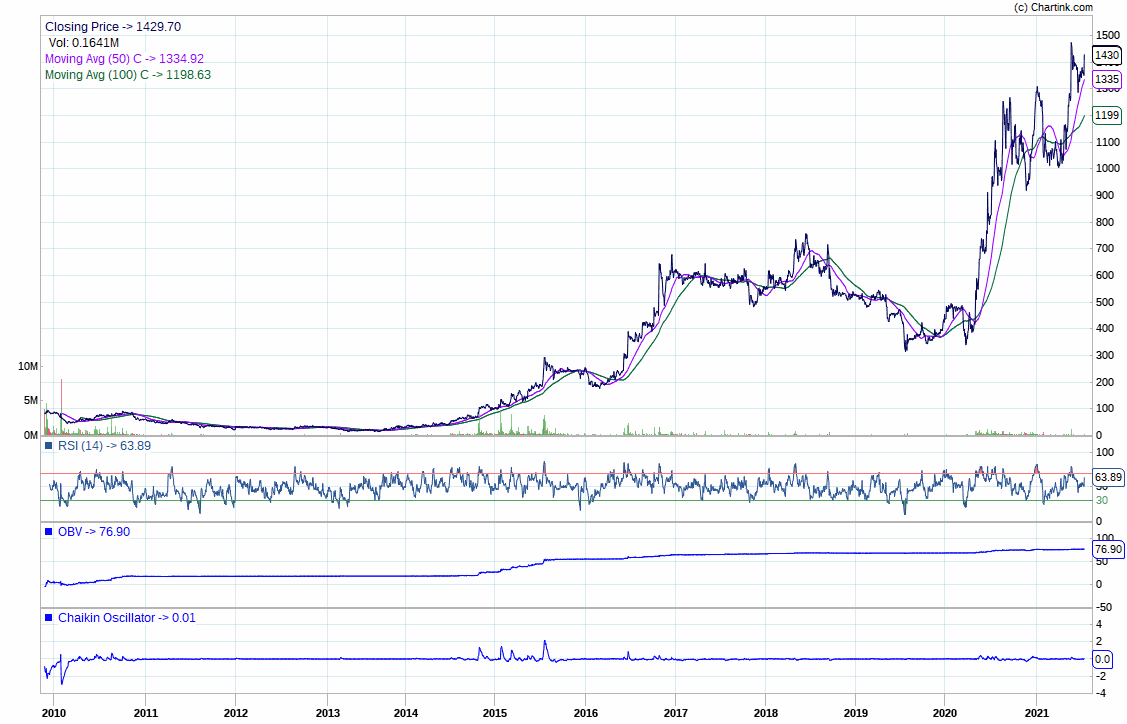 (c) Chartink.com
Closing Price -> 1429.70
Vol: 0.1641M
Moving Avg (50) C -> 1334.92
Moving Avg (100) C -> 1198.63
1500
1430
1335
1300
1199
1100
1000
900
800
700
600
500
400
300
200
100
0
10M
5M
0M
RSI (14) -> 63.89
100
63.89
30
0
OBV -> 76.90
100
76.90
50
0
-50
Chaikin Oscillator -> 0.01
4
2
0.0
-2
-4
2010 2011 2012 2013 2014 2015 2016 2017 2018 2019 2020 2021